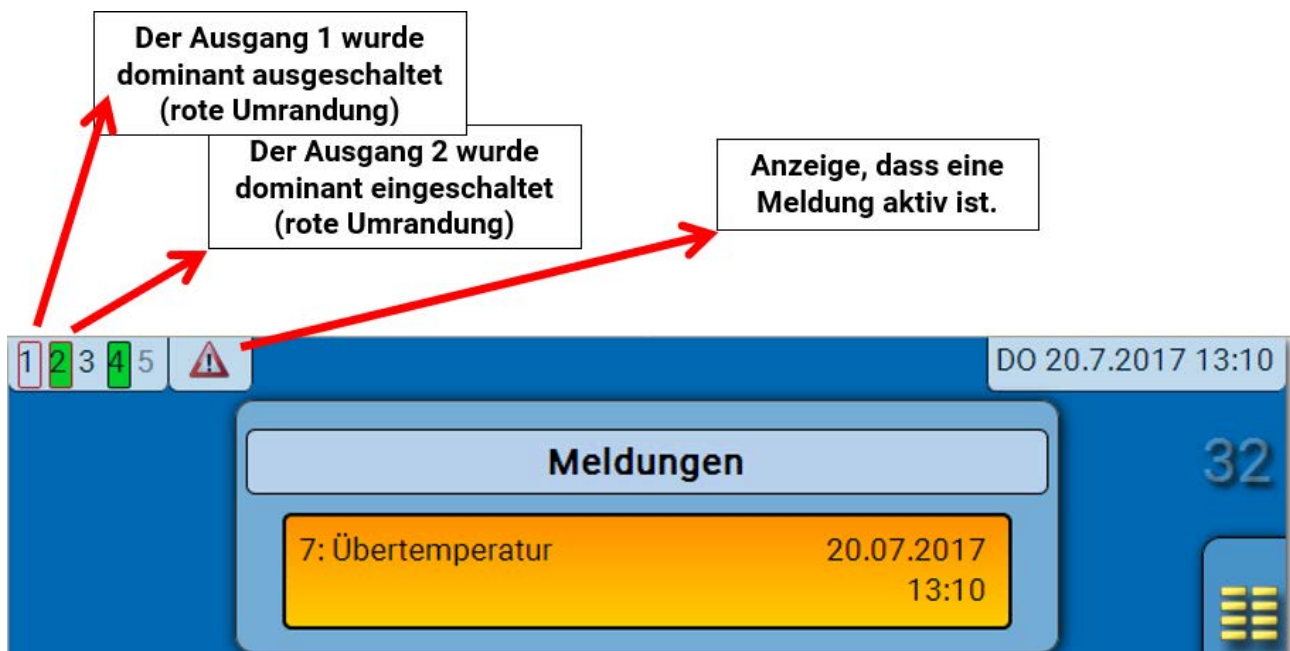 Der Ausgang 1 wurde
dominant ausgeschaltet
(rote Umrandung)
Der Ausgang 2 wurde
dominant eingeschaltet
(rote Umrandung)
Anzeige, dass eine
Meldung aktiv ist.
1 2 3 4 5
DO 20.7.2017 13:10
Meldungen
32
7: Übertemperatur 20.07.2017
13:10